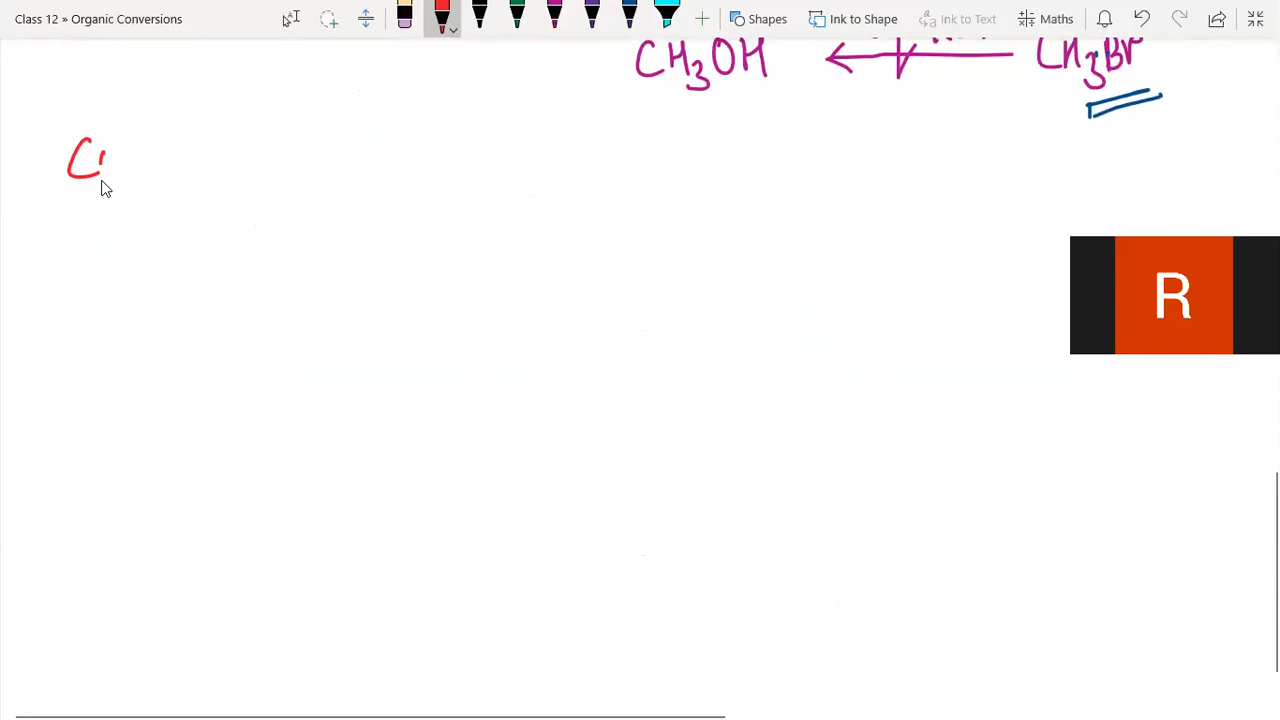 Class 12 » Organic Conversions Shapes Ink to Shape Ink to Text Maths
CH3OH CH3Br
C
R